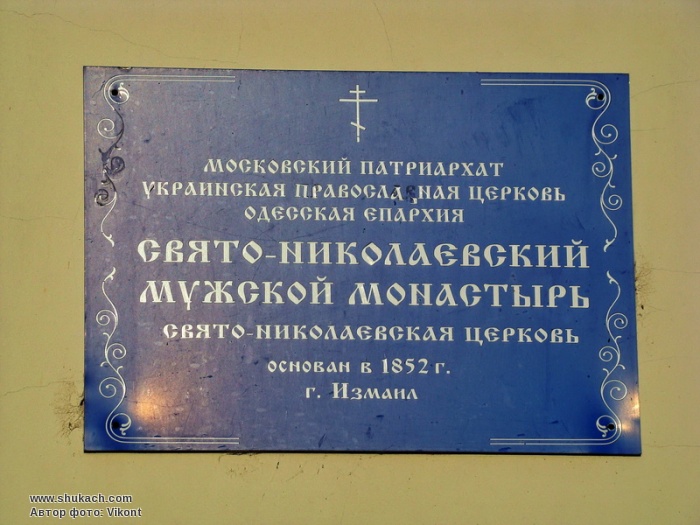 МОСКОВСКИЙ ПАТРИАРХАТ
УКРАИНСКАЯ ПРАВОСЛАВНАЯ ЦЕРКОВЬ
ОДЕССКАЯ ЕПАРХИЯ
СВЯТО-НИКОЛАЕВСКИЙ
МУЖСКОЙ МОНАСТЫРЬ
СВЯТО-НИКОЛАЕВСКАЯ ЦЕРКОВЬ
основан в 1852 г.
г. Измаил
www.shukach.com
Автор фото: Vikont